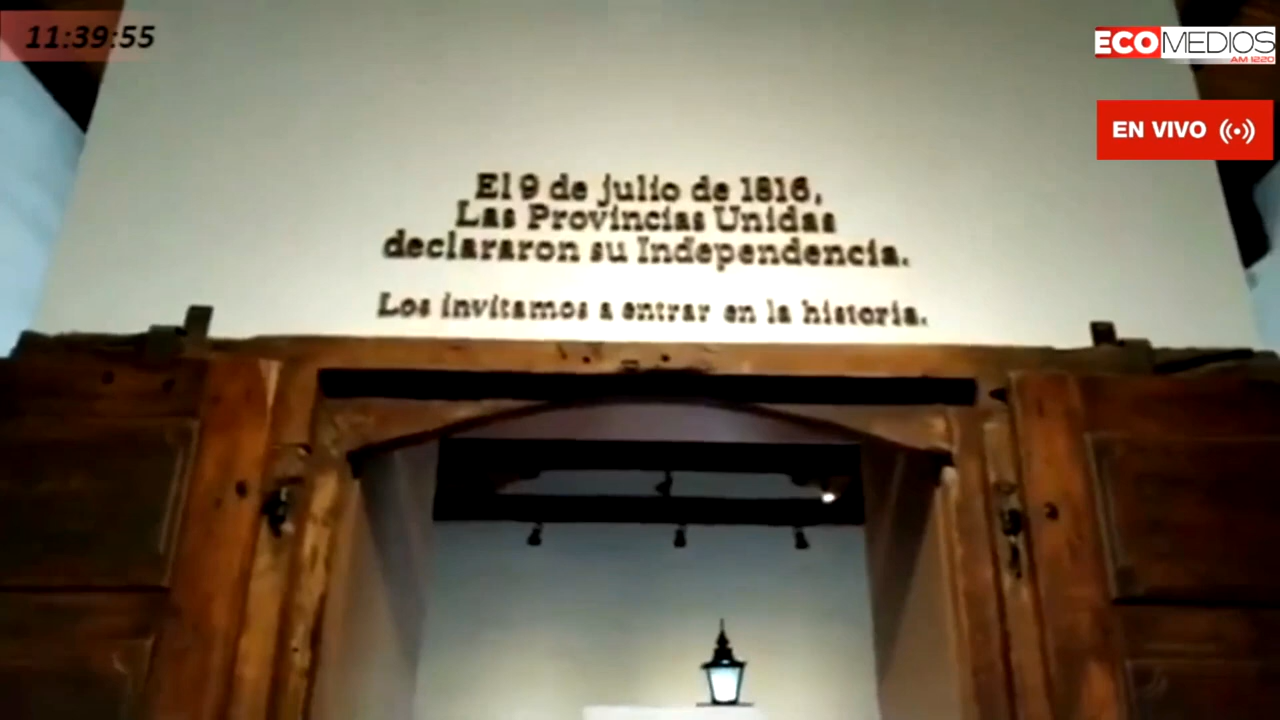 11:39:55
ECOMEDIOS
AM 1220
EN VIVO
El 9 de julio de 1816,
Las Provincias Unidas
declararon su Independencia.
Los invitamos a entrar en la historia.